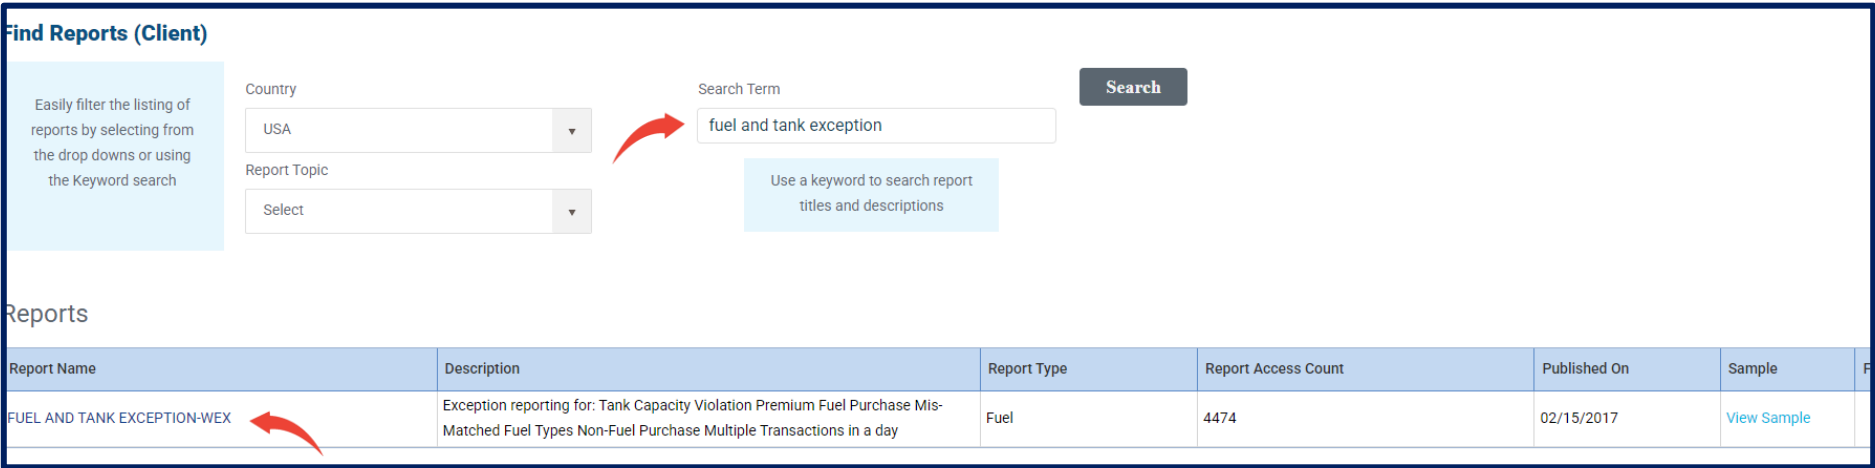 Find Reports (Client)
Easily filter the listing of
reports by selecting from
the drop downs or using
the Keyword search
Country
USA
Report Topic
Select
Search Term
fuel and tank exception
Use a keyword to search report
titles and descriptions
Search
Reports
Report Name
Description
Report Type
Report Access Count
Published On
Sample
F
FUEL AND TANK EXCEPTION-WEX
Exception reporting for: Tank Capacity Violation Premium Fuel Purchase Mis-
Matched Fuel Types Non-Fuel Purchase Multiple Transactions in a day
Fuel
4474
02/15/2017
View Sample